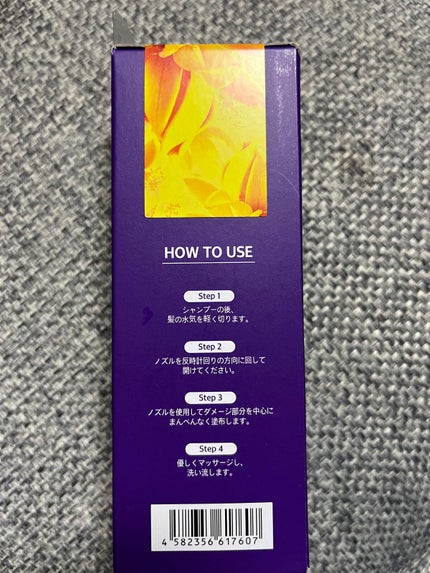 HOW TO USE
Step 1
シャンプーの後、
髪の水気を軽く切ります。
Step 2
ノズルを反時計回りの方向に回して
開けてください。
Step 3
ノズルを使用してダメージ部分を中心に
まんべんなく塗布します。
Step 4
優しくマッサージし、
洗い流します。
4 582356 617607